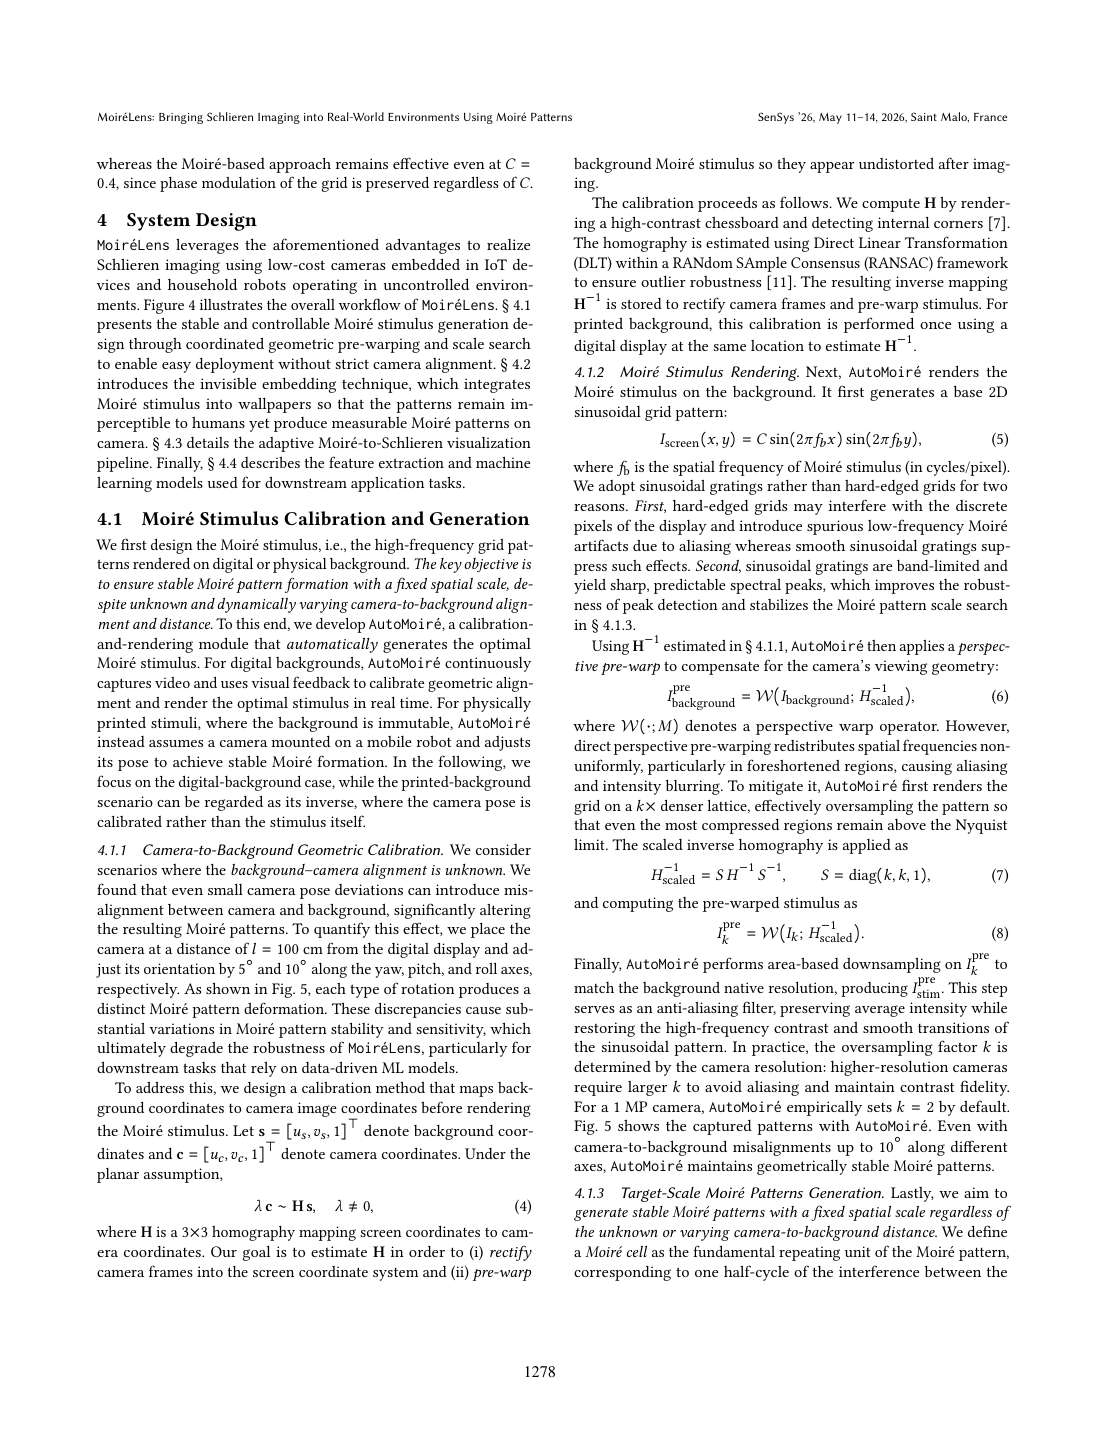 MoiréLens: Bringing Schlieren Imaging into Real-World Environments Using Moiré Patterns
SenSys '26, May 11–14, 2026, Saint Malo, France
whereas the Moiré-based approach remains effective even at C =
0.4, since phase modulation of the grid is preserved regardless of C.
4 System Design
MoiréLens leverages the aforementioned advantages to realize
Schlieren imaging using low-cost cameras embedded in IoT de-
vices and household robots operating in uncontrolled environ-
ments. Figure 4 illustrates the overall workflow of MoiréLens. § 4.1
presents the stable and controllable Moiré stimulus generation de-
sign through coordinated geometric pre-warping and scale search
to enable easy deployment without strict camera alignment. § 4.2
introduces the invisible embedding technique, which integrates
Moiré stimulus into wallpapers so that the patterns remain im-
perceptible to humans yet produce measurable Moiré patterns on
camera. § 4.3 details the adaptive Moiré-to-Schlieren visualization
pipeline. Finally, § 4.4 describes the feature extraction and machine
learning models used for downstream application tasks.
4.1 Moiré Stimulus Calibration and Generation
We first design the Moiré stimulus, i.e., the high-frequency grid pat-
terns rendered on digital or physical background. The key objective is
to ensure stable Moiré pattern formation with a fixed spatial scale, de-
spite unknown and dynamically varying camera-to-background align-
ment and distance. To this end, we develop AutoMoiré, a calibration-
and-rendering module that automatically generates the optimal
Moiré stimulus. For digital backgrounds, AutoMoiré continuously
captures video and uses visual feedback to calibrate geometric align-
ment and render the optimal stimulus in real time. For physically
printed stimuli, where the background is immutable, AutoMoiré
instead assumes a camera mounted on a mobile robot and adjusts
its pose to achieve stable Moiré formation. In the following, we
focus on the digital-background case, while the printed-background
scenario can be regarded as its inverse, where the camera pose is
calibrated rather than the stimulus itself.
4.1.1 Camera-to-Background Geometric Calibration. We consider
scenarios where the background–camera alignment is unknown. We
found that even small camera pose deviations can introduce mis-
alignment between camera and background, significantly altering
the resulting Moiré patterns. To quantify this effect, we place the
camera at a distance of l = 100 cm from the digital display and ad-
just its orientation by 5° and 10° along the yaw, pitch, and roll axes,
respectively. As shown in Fig. 5, each type of rotation produces a
distinct Moiré pattern deformation. These discrepancies cause sub-
stantial variations in Moiré pattern stability and sensitivity, which
ultimately degrade the robustness of MoiréLens, particularly for
downstream tasks that rely on data-driven ML models.
To address this, we design a calibration method that maps back-
ground coordinates to camera image coordinates before rendering
the Moiré stimulus. Let s = [u_s, v_s, 1]^⊤ denote background coor-
dinates and c = [u_c, v_c, 1]^⊤ denote camera coordinates. Under the
planar assumption,
λ c ∼ H s, λ ≠ 0, (4)
where H is a 3×3 homography mapping screen coordinates to cam-
era coordinates. Our goal is to estimate H in order to (i) rectify
camera frames into the screen coordinate system and (ii) pre-warp
background Moiré stimulus so they appear undistorted after imag-
ing.
The calibration proceeds as follows. We compute H by render-
ing a high-contrast chessboard and detecting internal corners [7].
The homography is estimated using Direct Linear Transformation
(DLT) within a RANdom SAmple Consensus (RANSAC) framework
to ensure outlier robustness [11]. The resulting inverse mapping
H^−1 is stored to rectify camera frames and pre-warp stimulus. For
printed background, this calibration is performed once using a
digital display at the same location to estimate H^−1.
4.1.2 Moiré Stimulus Rendering. Next, AutoMoiré renders the
Moiré stimulus on the background. It first generates a base 2D
sinusoidal grid pattern:
I_screen(x, y) = C sin(2π f_b x) sin(2π f_b y), (5)
where f_b is the spatial frequency of Moiré stimulus (in cycles/pixel).
We adopt sinusoidal gratings rather than hard-edged grids for two
reasons. First, hard-edged grids may interfere with the discrete
pixels of the display and introduce spurious low-frequency Moiré
artifacts due to aliasing whereas smooth sinusoidal gratings sup-
press such effects. Second, sinusoidal gratings are band-limited and
yield sharp, predictable spectral peaks, which improves the robust-
ness of peak detection and stabilizes the Moiré pattern scale search
in § 4.1.3.
Using H^−1 estimated in § 4.1.1, AutoMoiré then applies a perspec-
tive pre-warp to compensate for the camera's viewing geometry:
I^pre_background = W(I_background; H^−1_scaled), (6)
where W(·; M) denotes a perspective warp operator. However,
direct perspective pre-warping redistributes spatial frequencies non-
uniformly, particularly in foreshortened regions, causing aliasing
and intensity blurring. To mitigate it, AutoMoiré first renders the
grid on a k× denser lattice, effectively oversampling the pattern so
that even the most compressed regions remain above the Nyquist
limit. The scaled inverse homography is applied as
H^−1_scaled = S H^−1 S^−1, S = diag(k, k, 1), (7)
and computing the pre-warped stimulus as
I^pre_k = W(I_k; H^−1_scaled). (8)
Finally, AutoMoiré performs area-based downsampling on I^pre_k to
match the background native resolution, producing I^pre_stim. This step
serves as an anti-aliasing filter, preserving average intensity while
restoring the high-frequency contrast and smooth transitions of
the sinusoidal pattern. In practice, the oversampling factor k is
determined by the camera resolution: higher-resolution cameras
require larger k to avoid aliasing and maintain contrast fidelity.
For a 1 MP camera, AutoMoiré empirically sets k = 2 by default.
Fig. 5 shows the captured patterns with AutoMoiré. Even with
camera-to-background misalignments up to 10° along different
axes, AutoMoiré maintains geometrically stable Moiré patterns.
4.1.3 Target-Scale Moiré Patterns Generation. Lastly, we aim to
generate stable Moiré patterns with a fixed spatial scale regardless of
the unknown or varying camera-to-background distance. We define
a Moiré cell as the fundamental repeating unit of the Moiré pattern,
corresponding to one half-cycle of the interference between the
1278